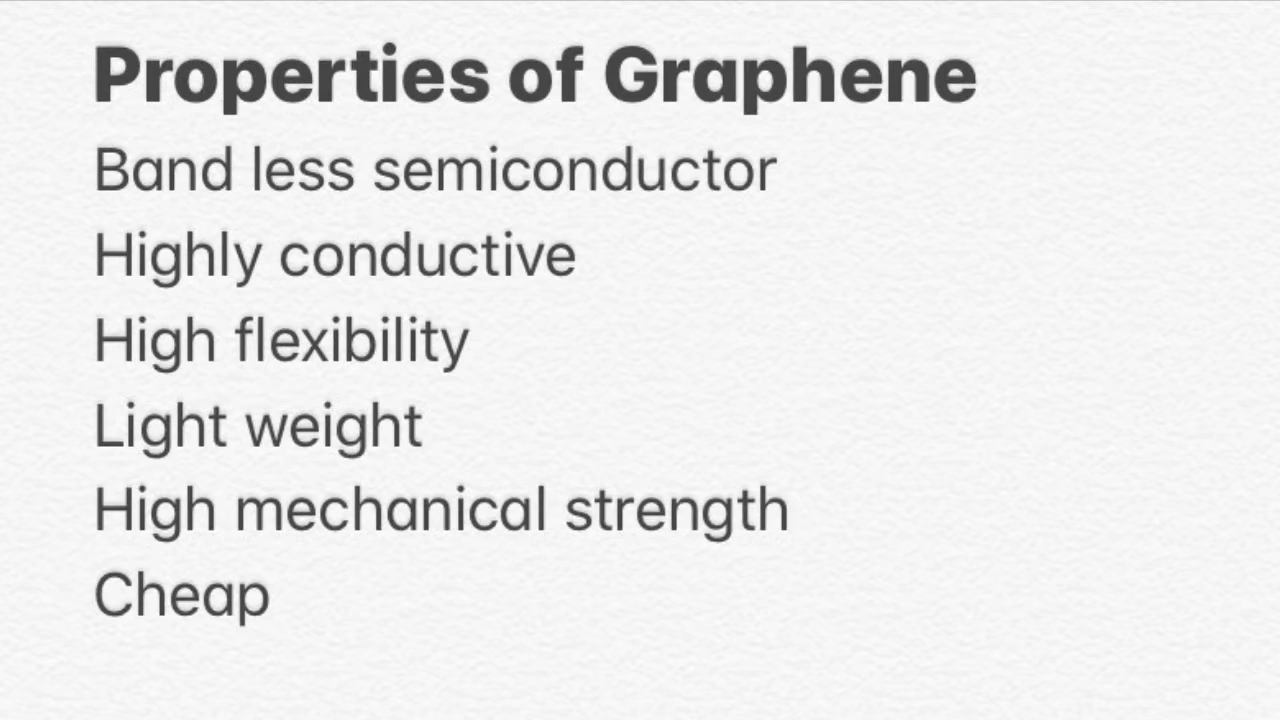 Properties of Graphene
Band less semiconductor
Highly conductive
High flexibility
Light weight
High mechanical strength
Cheap